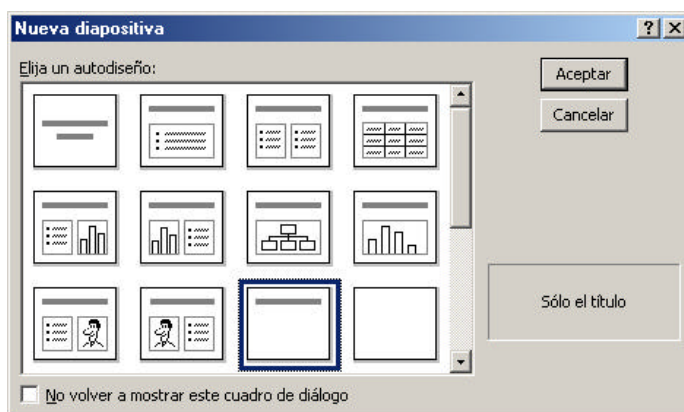 Nueva diapositiva
Elija un autodiseño:
Aceptar
Cancelar
Sólo el título
No volver a mostrar este cuadro de diálogo